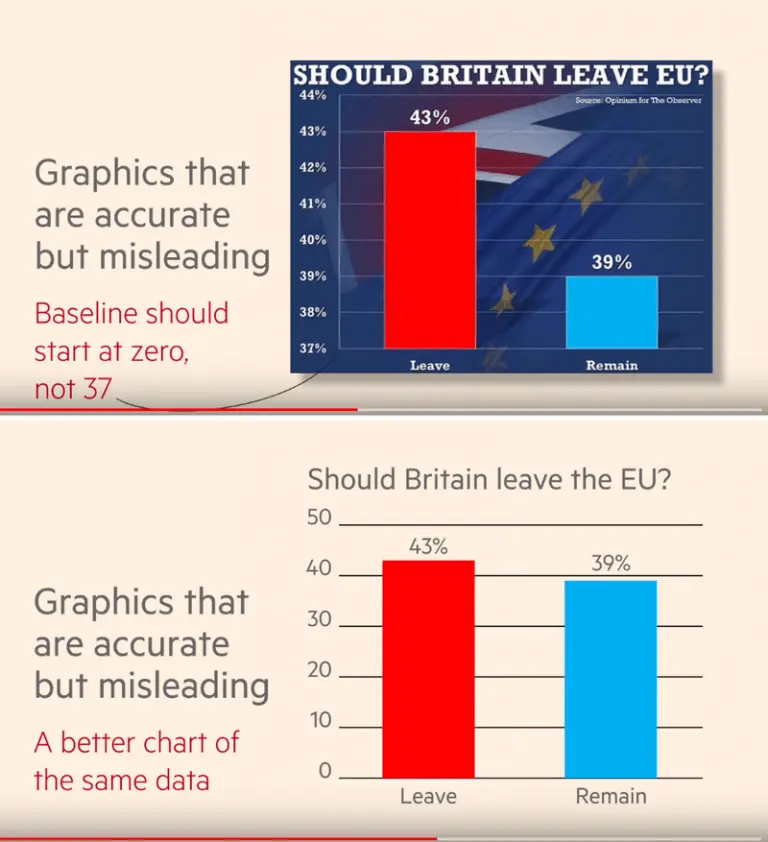 SHOULD BRITAIN LEAVE EU?
Source: Opinium for The Observer
44%
43%
42%
41%
40%
39%
38%
37%
43%
39%
Leave
Remain
Graphics that
are accurate
but misleading
Baseline should
start at zero,
not 37
Should Britain leave the EU?
50
40
30
20
10
0
43%
39%
Leave
Remain
Graphics that
are accurate
but misleading
A better chart of
the same data